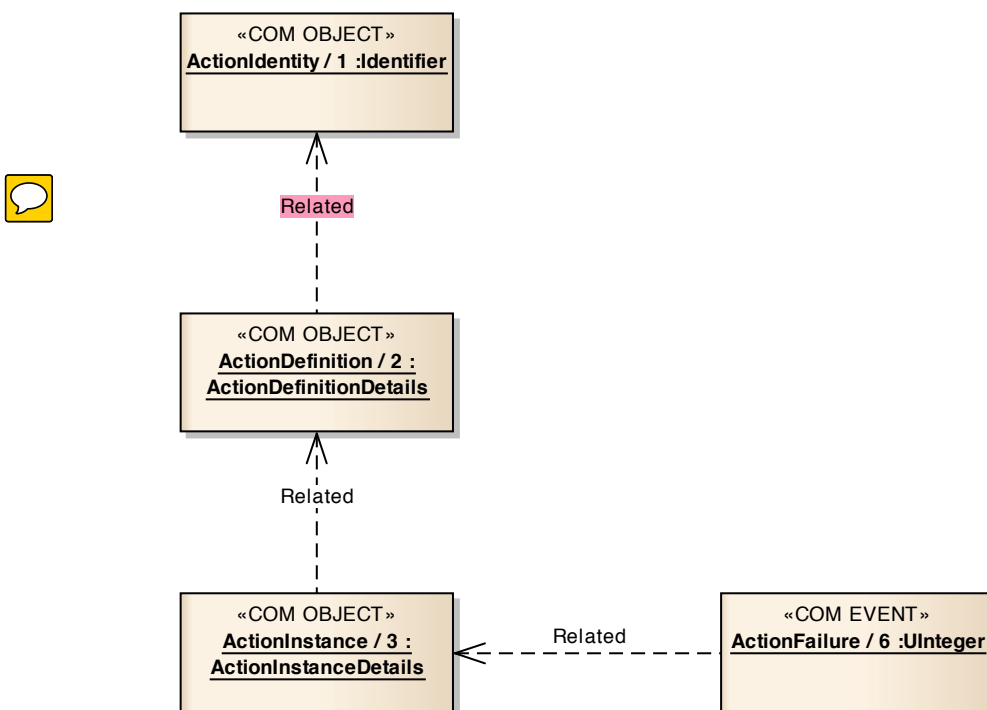 «COM OBJECT»
ActionIdentity / 1 :Identifier
Related
«COM OBJECT»
ActionDefinition / 2 :
ActionDefinitionDetails
Related
«COM OBJECT»
ActionInstance / 3 :
ActionInstanceDetails
Related
«COM EVENT»
ActionFailure / 6 :UInteger